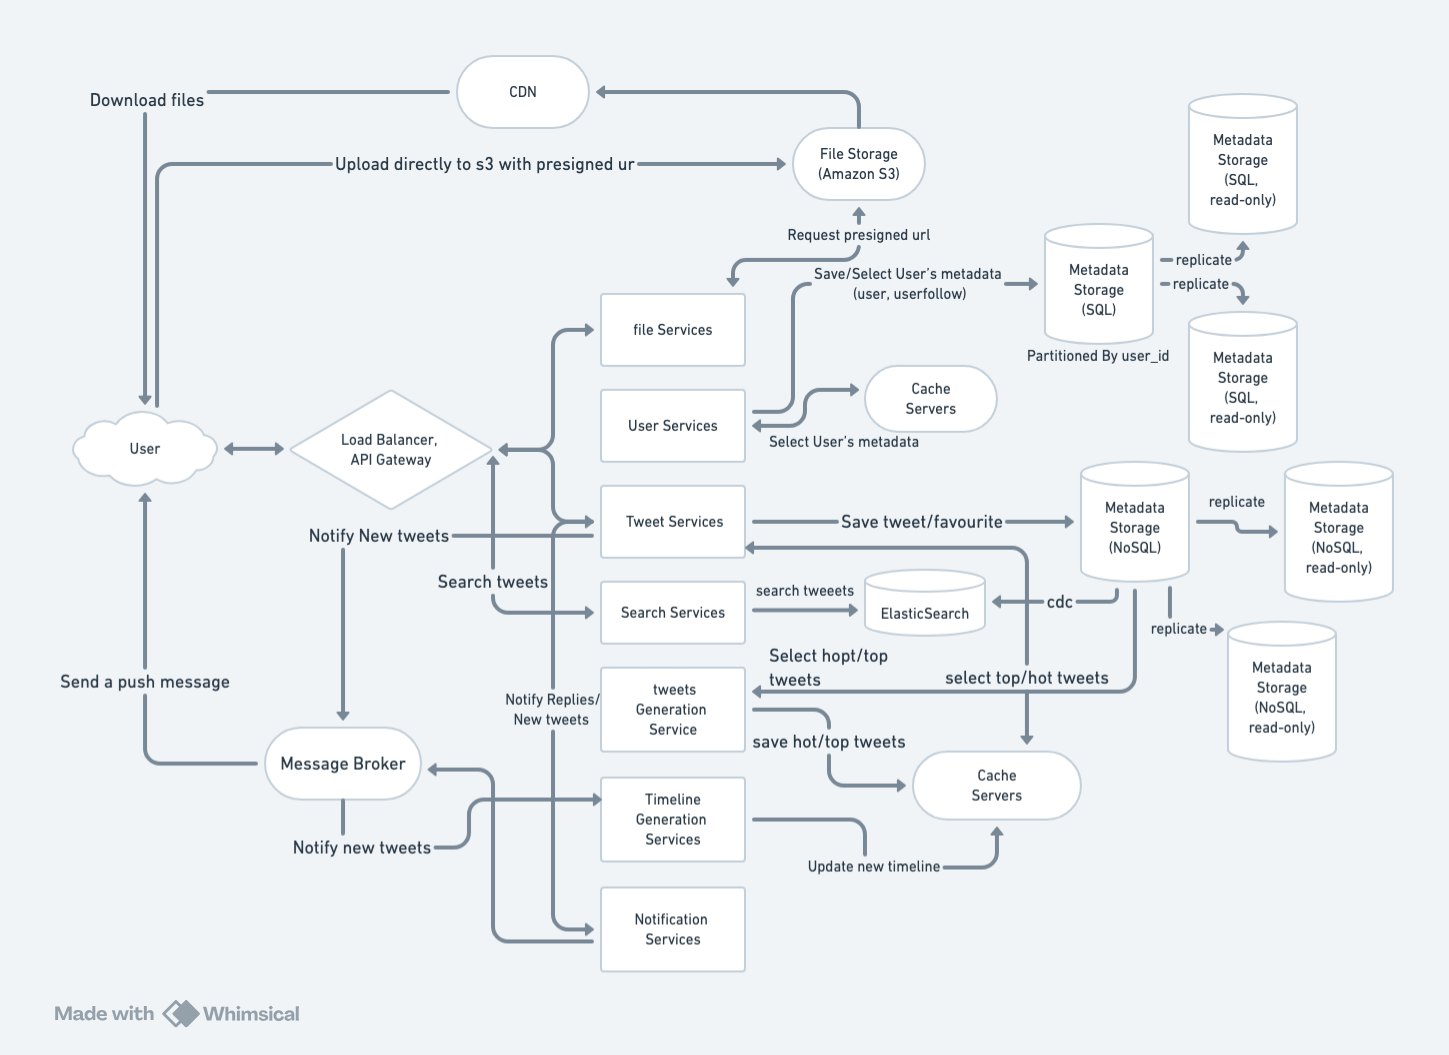 CDN
Download files
Upload directly to s3 with presigned ur
File Storage
(Amazon S3)
Request presigned url
Save/Select User's metadata
(user, userfollow)
Metadata
Storage
(SQL)
Partitioned By user_id
replicate
replicate
Metadata
Storage
(SQL,
read-only)
Metadata
Storage
(SQL,
read-only)
file Services
User Services
Cache
Servers
Select User's metadata
User
Load Balancer,
API Gateway
Tweet Services
Save tweet/favourite
Metadata
Storage
(NoSQL)
replicate
Metadata
Storage
(NoSQL,
read-only)
Notify New tweets
Search tweets
Search Services
search tweeets
ElasticSearch
cdc
replicate
Metadata
Storage
(NoSQL,
read-only)
Select hopt/top
tweets
select top/hot tweets
Send a push message
Notify Replies/
New tweets
tweets
Generation
Service
save hot/top tweets
Message Broker
Cache
Servers
Timeline
Generation
Services
Notify new tweets
Update new timeline
Notification
Services
Made with Whimsical